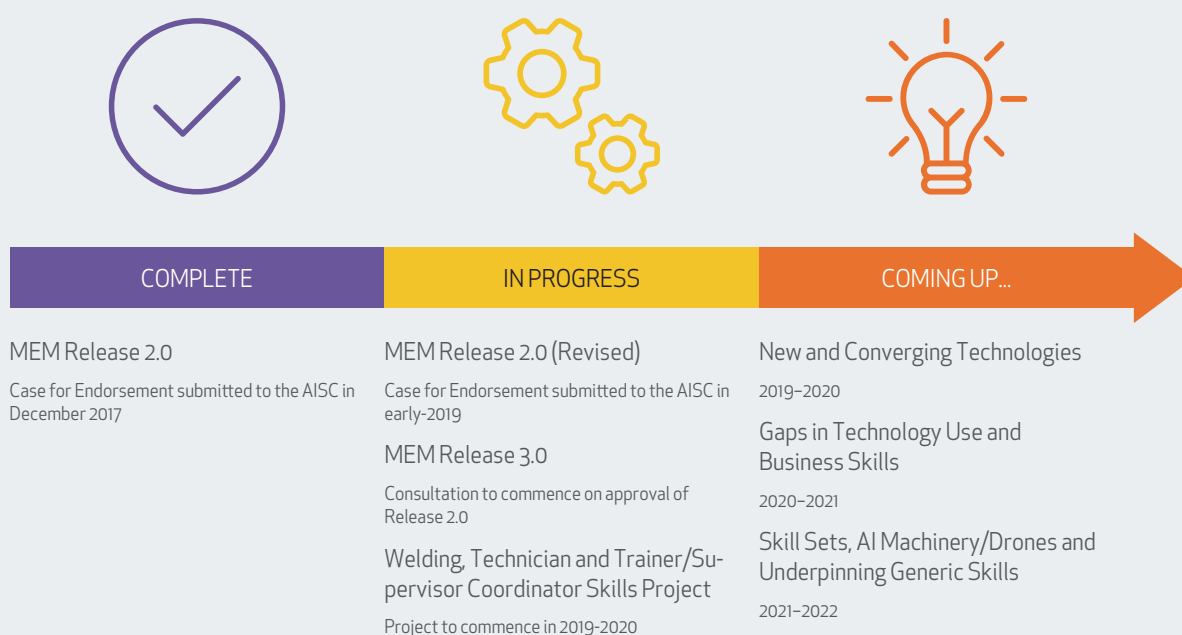 COMPLETE
IN PROGRESS
COMING UP...
MEM Release 2.0
Case for Endorsement submitted to the AISC in
December 2017
MEM Release 2.0 (Revised)
Case for Endorsement submitted to the AISC in
early-2019
MEM Release 3.0
Consultation to commence on approval of
Release 2.0
Welding, Technician and Trainer/Su-
pervisor Coordinator Skills Project
Project to commence in 2019-2020
New and Converging Technologies
2019–2020
Gaps in Technology Use and
Business Skills
2020–2021
Skill Sets, AI Machinery/Drones and
Underpinning Generic Skills
2021–2022